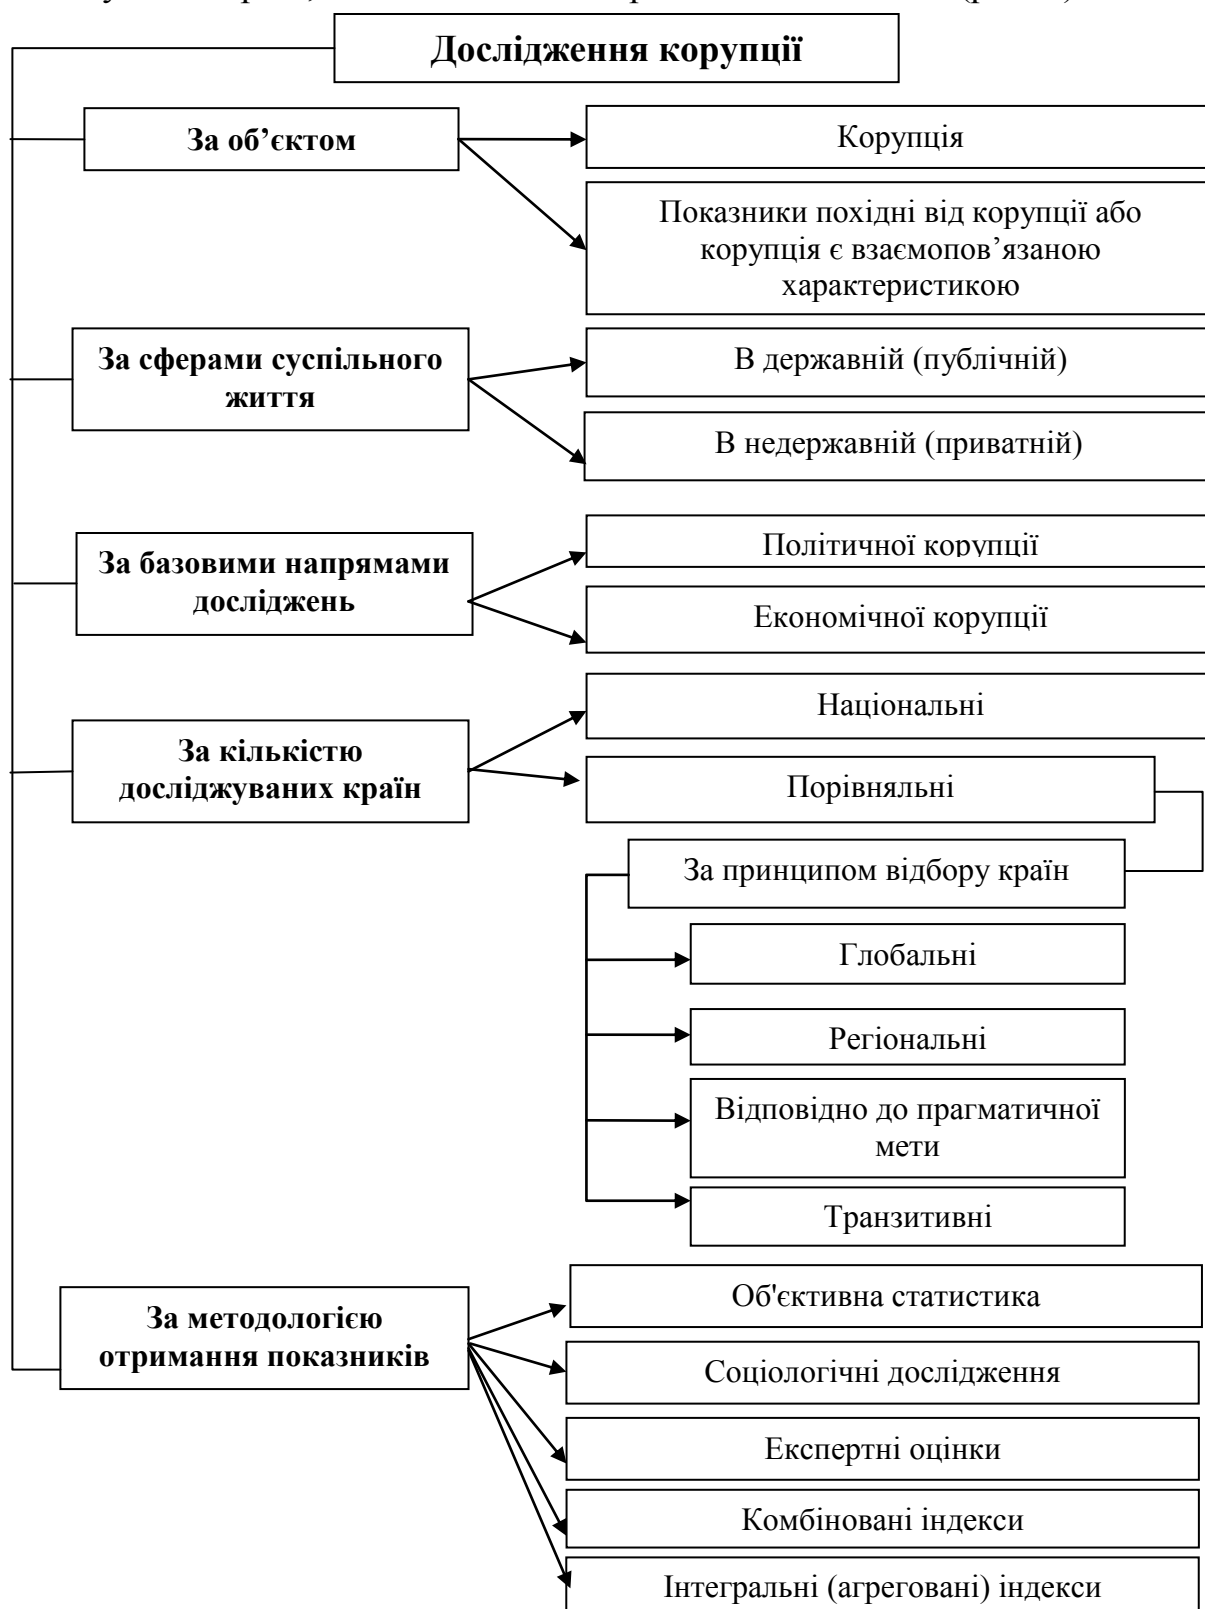 Дослідження корупції
За об’єктом
Корупція
Показники похідні від корупції або
корупція є взаємопов’язаною
характеристикою
За сферами суспільного
життя
В державній (публічній)
В недержавній (приватній)
За базовими напрямами
досліджень
Політичної корупції
Економічної корупції
За кількістю
досліджуваних країн
Національні
Порівняльні
За принципом відбору країн
Глобальні
Регіональні
Відповідно до прагматичної
мети
Транзитивні
За методологією
отримання показників
Об'єктивна статистика
Соціологічні дослідження
Експертні оцінки
Комбіновані індекси
Інтегральні (агреговані) індекси